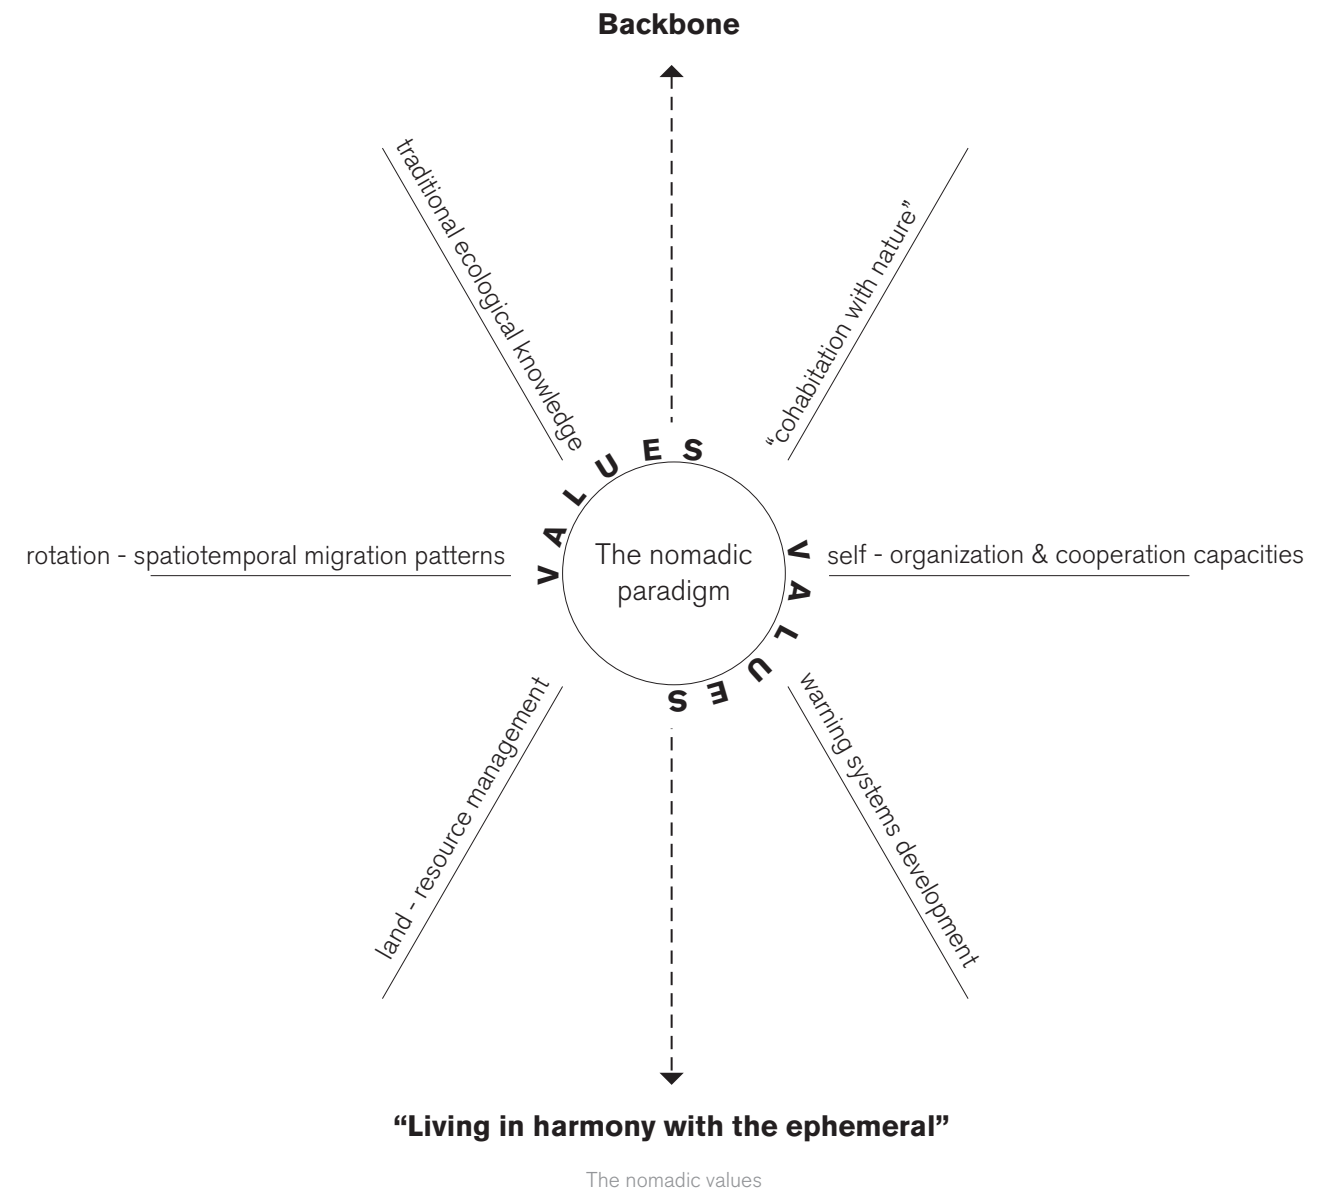 Backbone
traditional ecological knowledge
“cohabitation with nature”
VALUES
rotation - spatiotemporal migration patterns
The nomadic
paradigm
self - organization & cooperation capacities
VALUES
land - resource management
warning systems development
“Living in harmony with the ephemeral”
The nomadic values